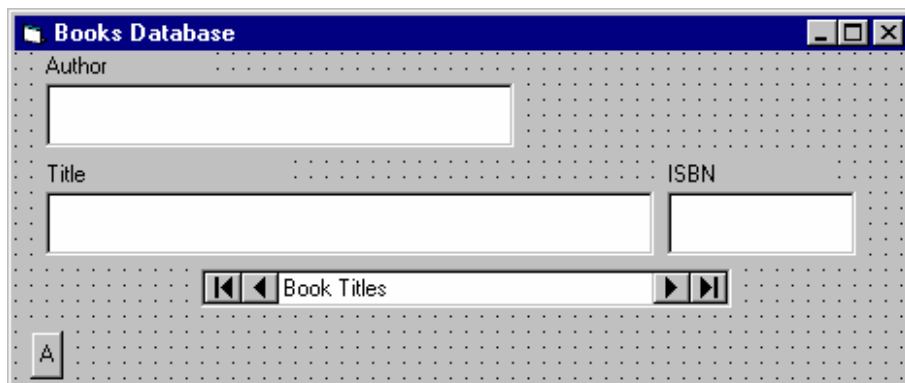 Books Database
Author
Title ISBN
Book Titles
A